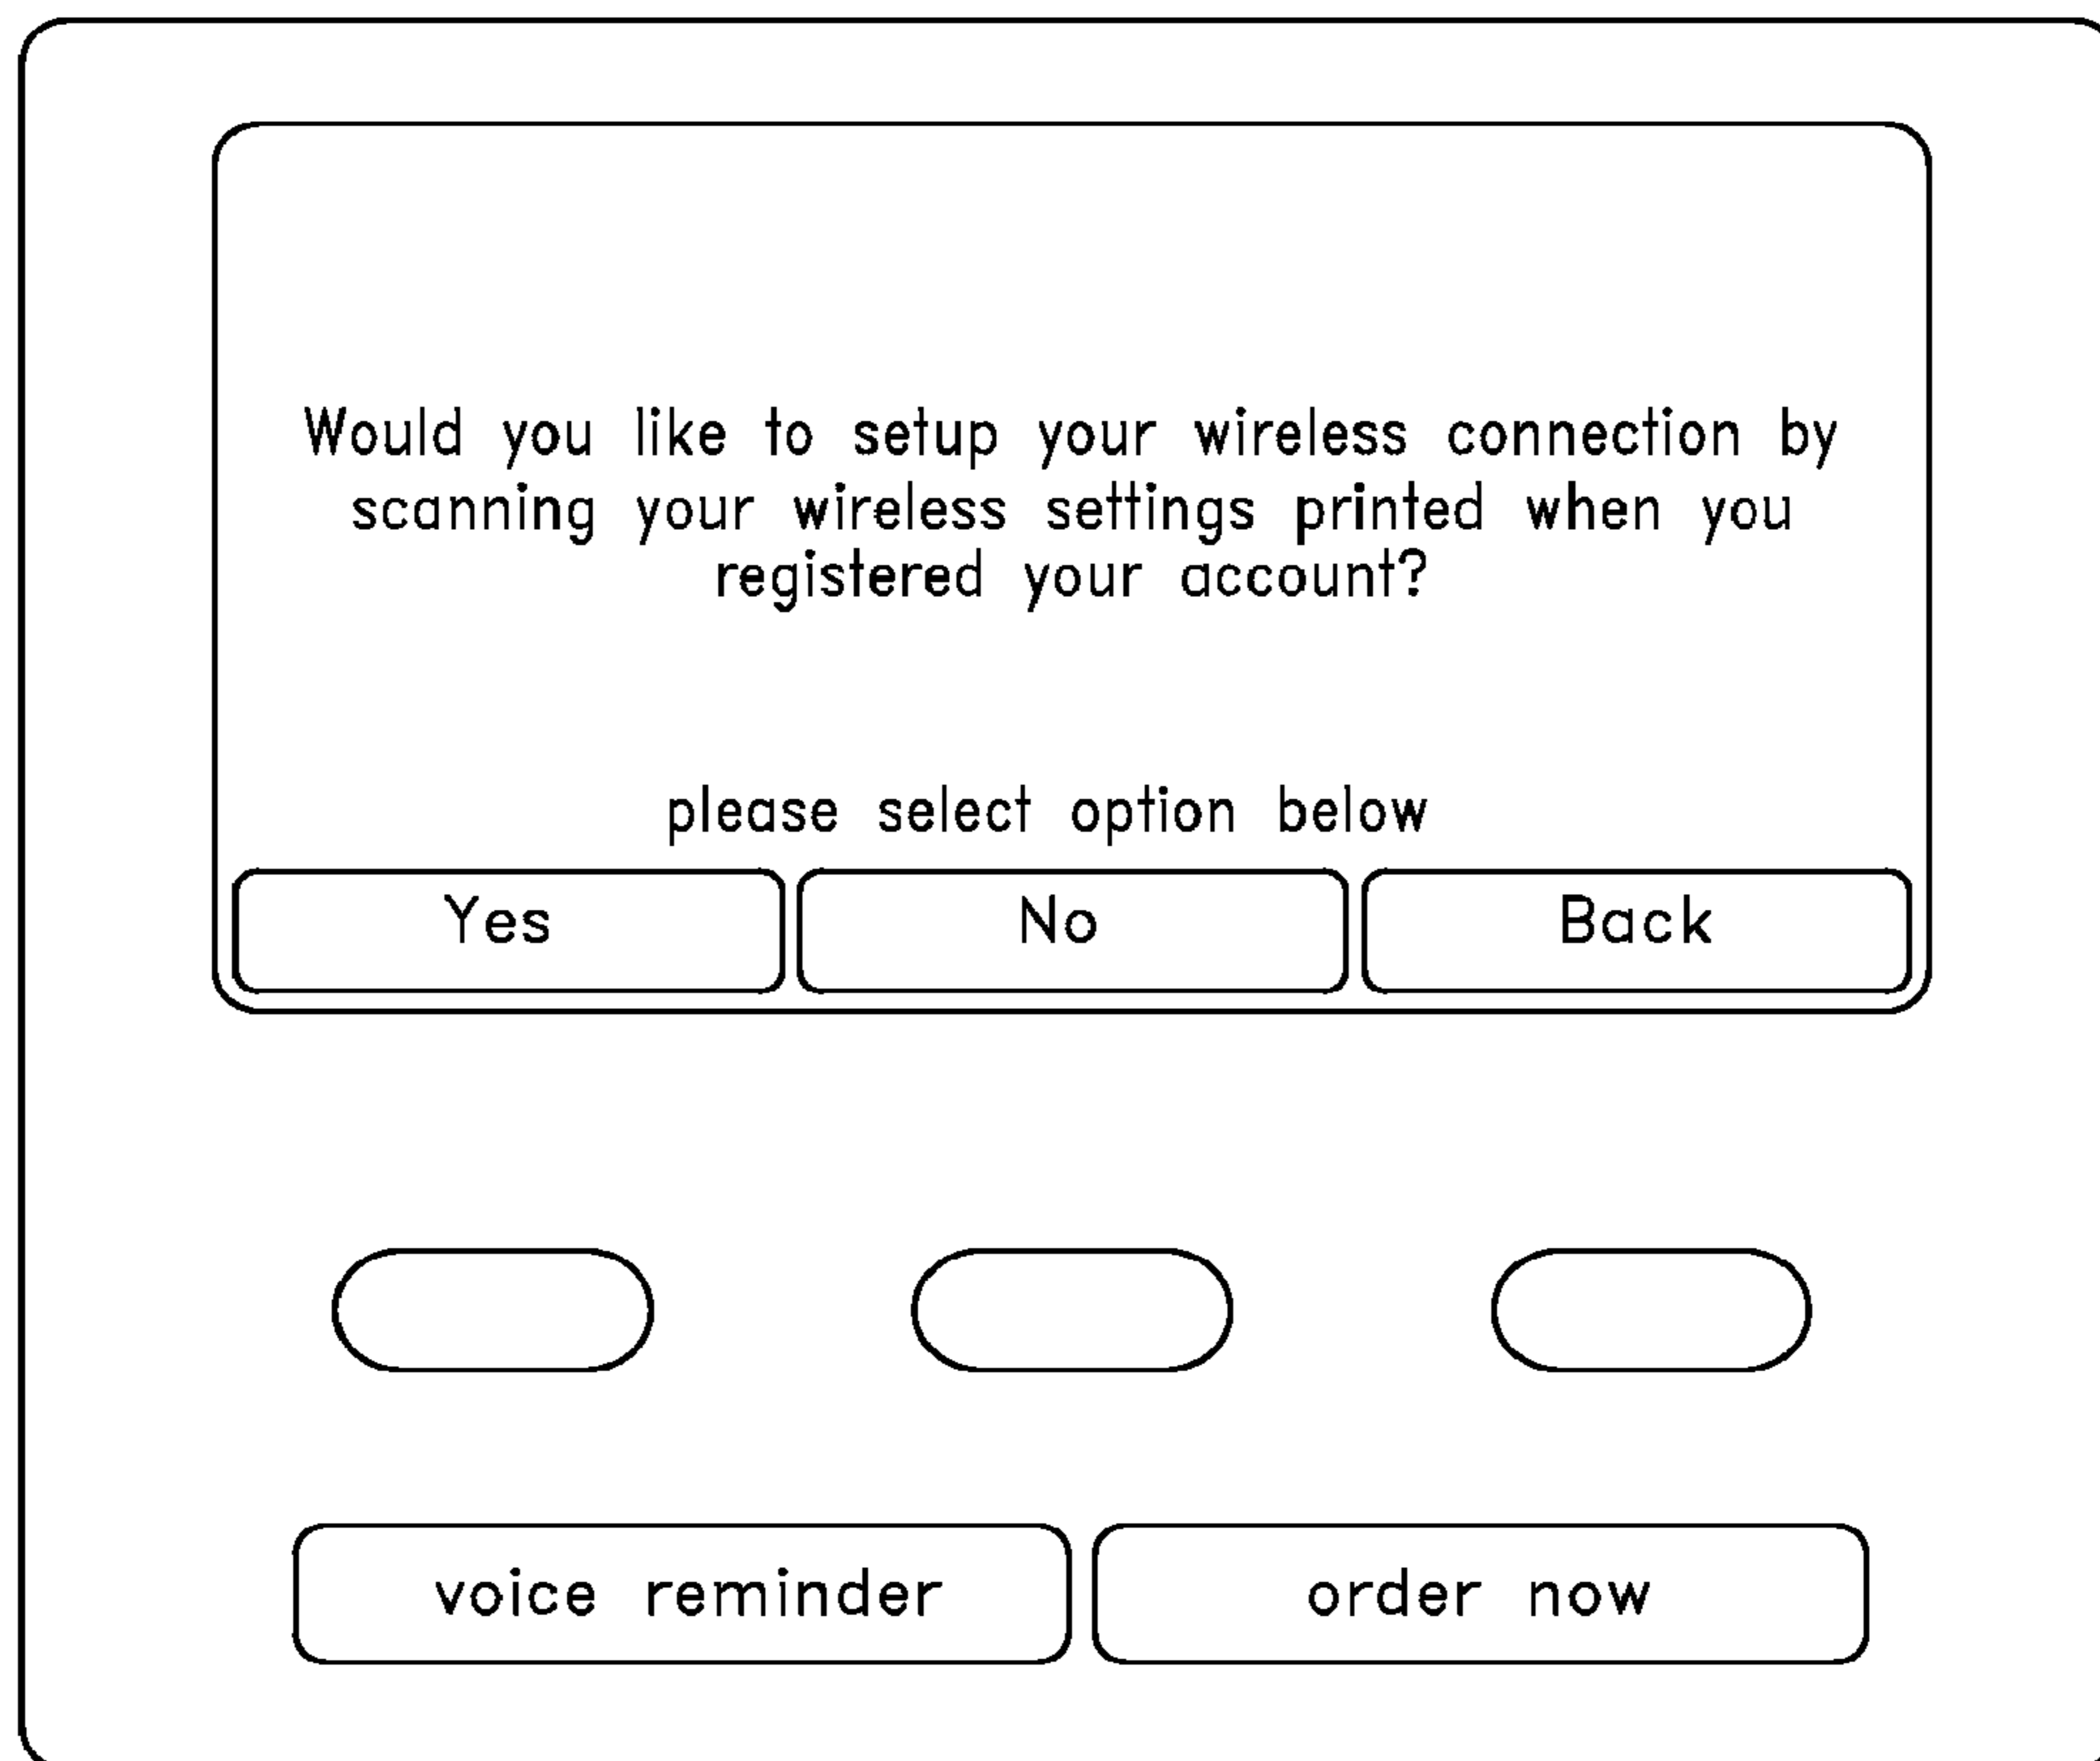 Would you like to setup your wireless connection by
scanning your wireless settings printed when you
registered your account?
please select option below
Yes No Back
voice reminder order now